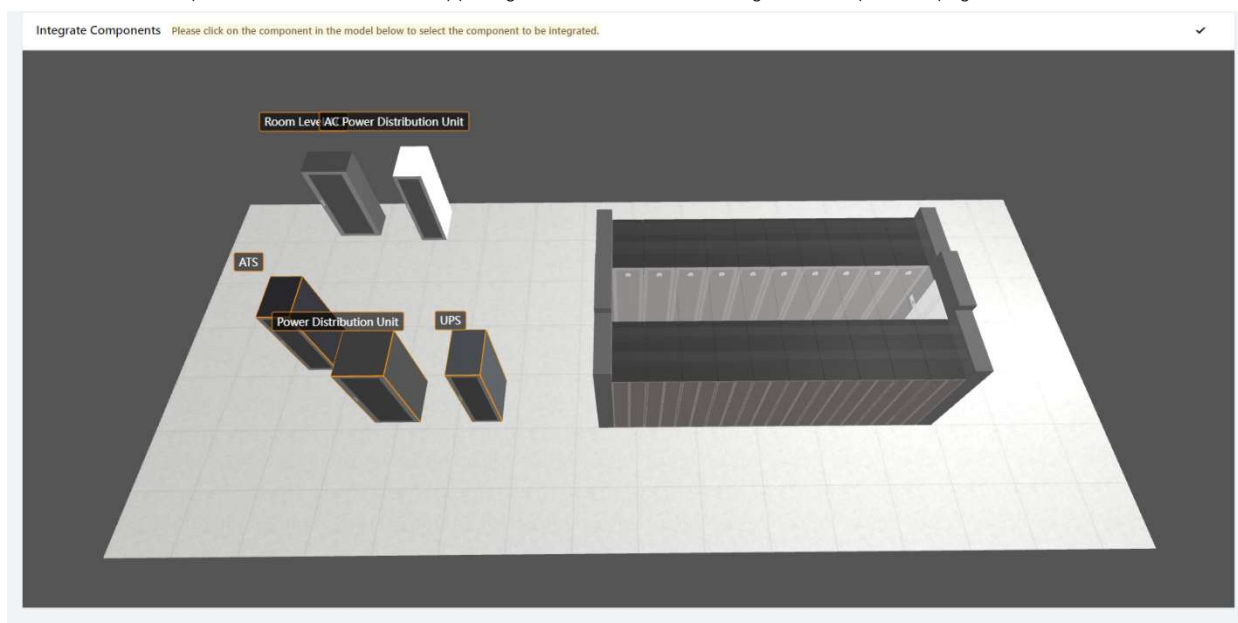 Integrate Components Please click on the component in the model below to select the component to be integrated.
Room Leve AC Power Distribution Unit
ATS
Power Distribution Unit UPS